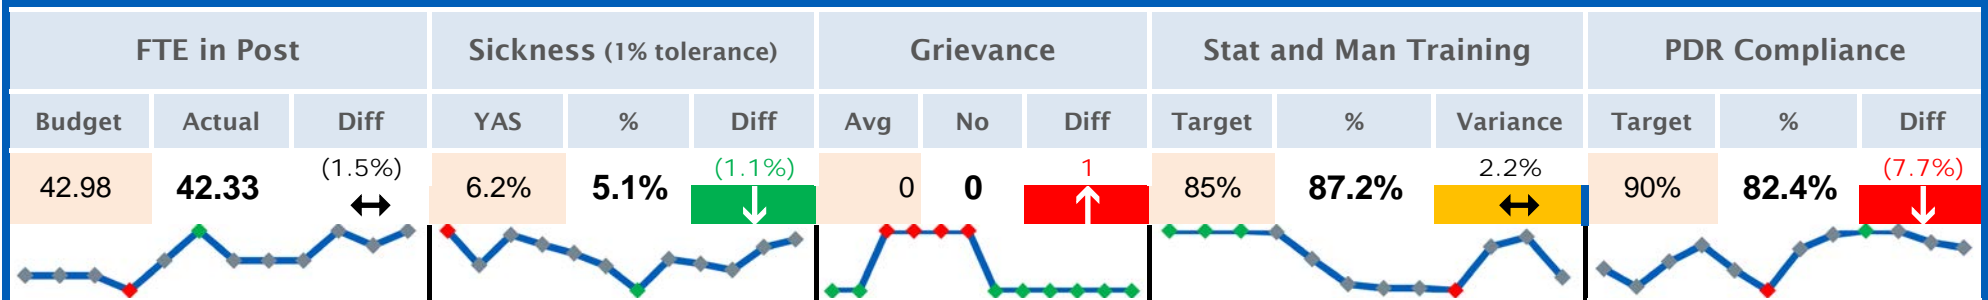 FTE in Post Sickness (1% tolerance) Grievance Stat and Man Training PDR Compliance
Budget Actual Diff YAS % Diff Avg No Diff Target % Variance Target % Diff
42.98 42.33 (1.5%) 6.2% 5.1% (1.1%) 0 0 1 85% 87.2% 2.2% 90% 82.4% (7.7%)